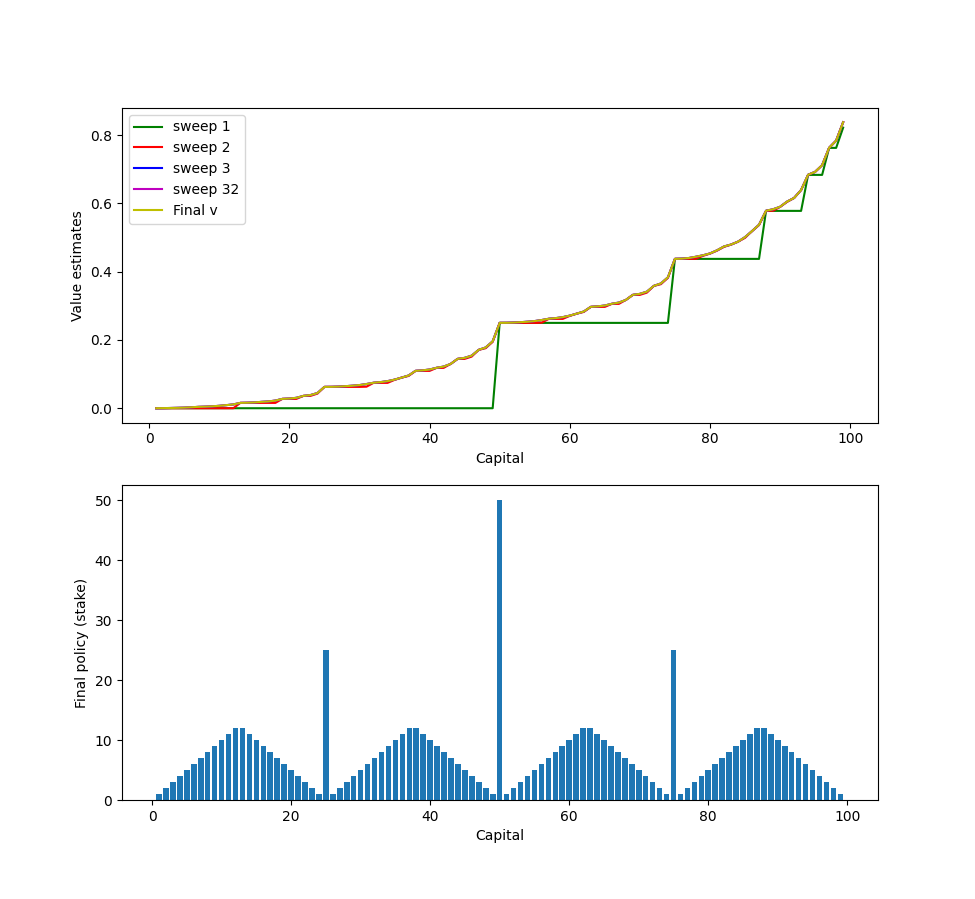 sweep 1
sweep 2
sweep 3
sweep 32
Final v
Value estimates
0.8
0.6
0.4
0.2
0.0
0 20 40 60 80 100
Capital
Final policy (stake)
50
40
30
20
10
0
0 20 40 60 80 100
Capital